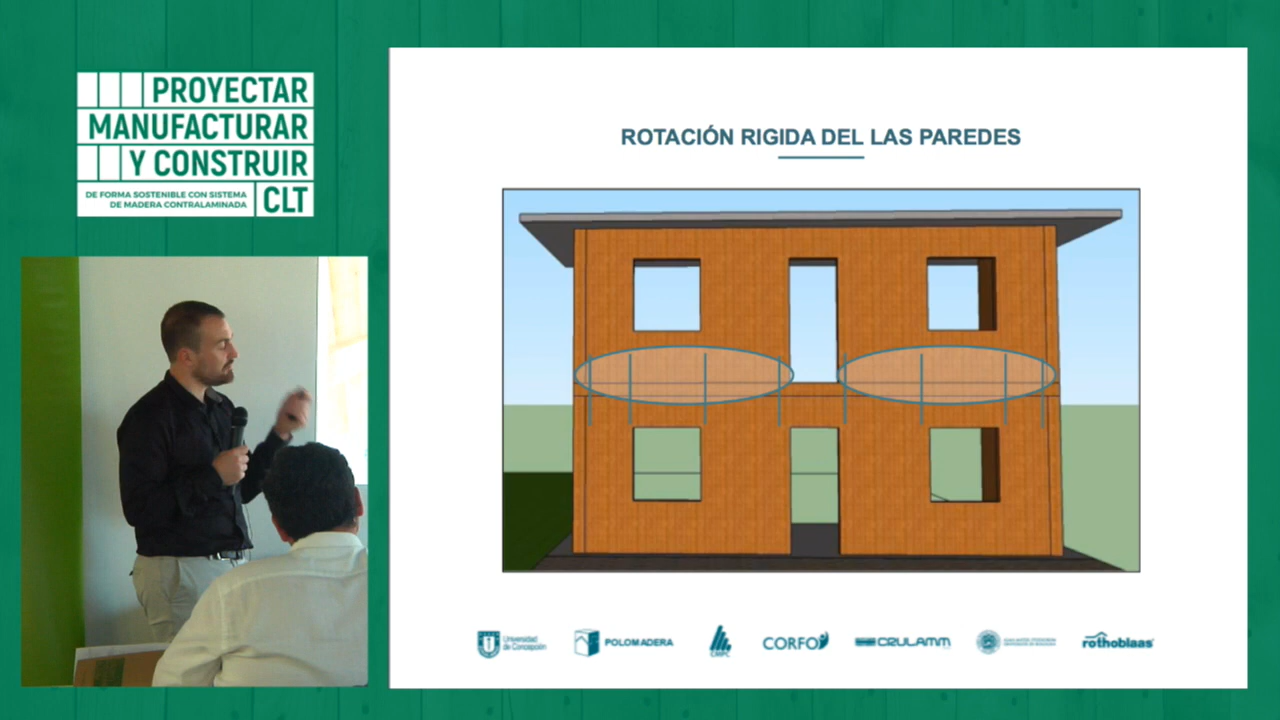 PROYECTAR
MANUFACTURAR
Y CONSTRUIR
DE FORMA SOSTENIBLE CON SISTEMA
DE MADERA CONTRALAMINADA
CLT
ROTACIÓN RIGIDA DEL LAS PAREDES
Universidad
de Concepción
POLOMADERA
CMPC
CORFO
CRULAMM
rothoblaas